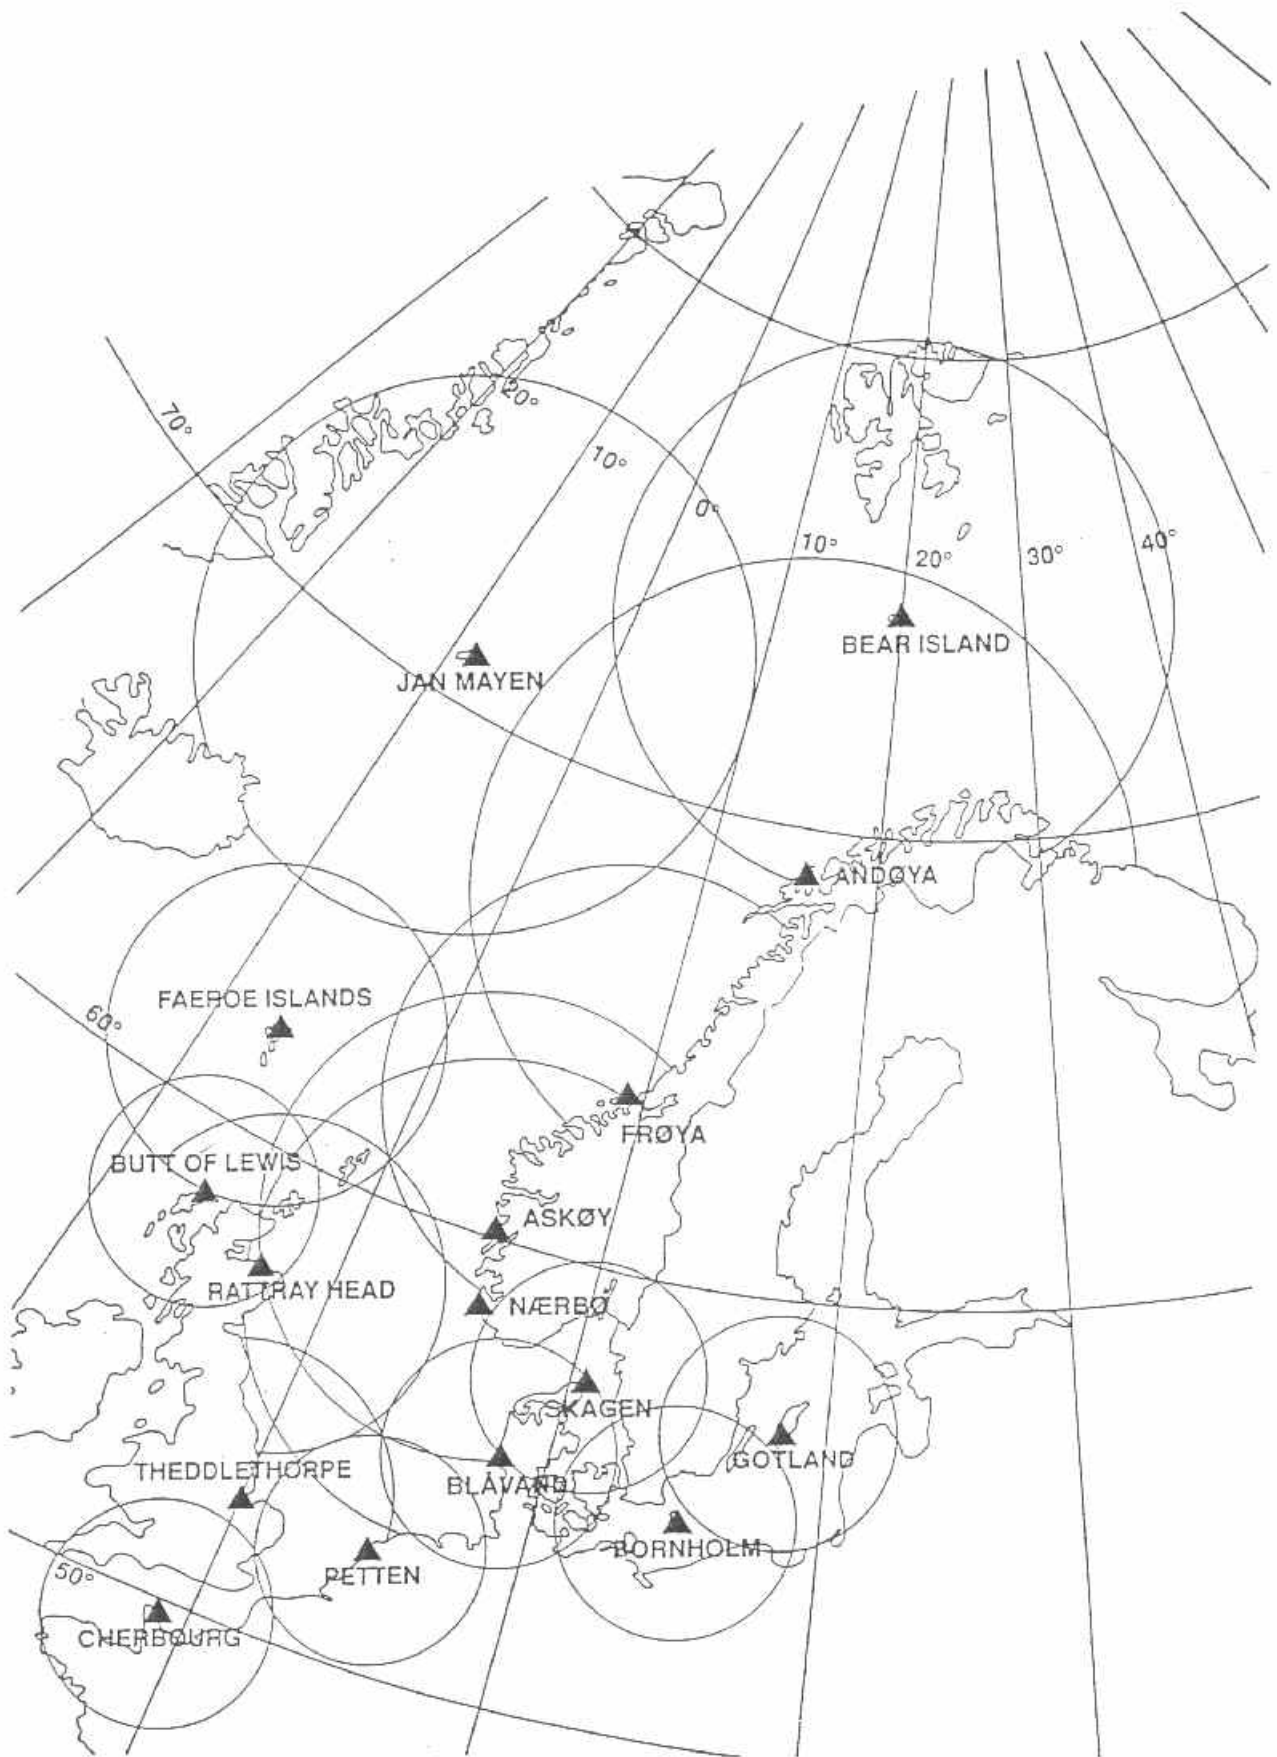 70°
20°
10°
0°
10°
20°
30°
40°
BEAR ISLAND
JAN MAYEN
ANDØYA
FAEROE ISLANDS
60°
FRØYA
BUTT OF LEWIS
ASKØY
RATTRAY HEAD
NÆRBØ
SKAGEN
GOTLAND
THEDDLETHORPE
BLÅVAND
BORNHOLM
PETTEN
50°
CHERBOURG